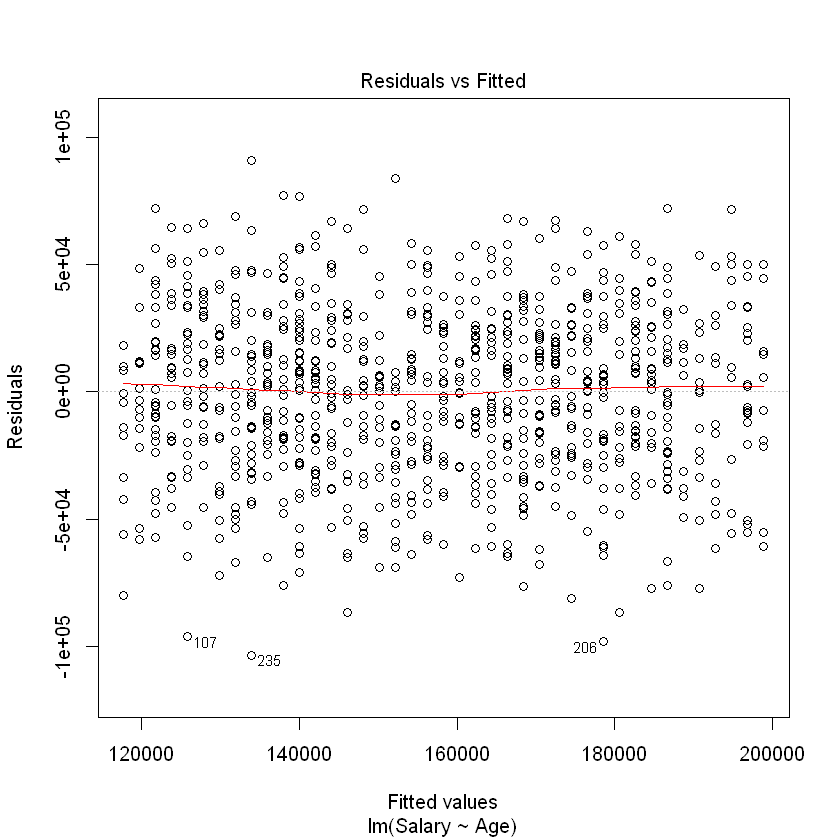 Residuals vs Fitted
1e+05
5e+04
0e+00
-5e+04
-1e+05
Residuals
107
235
206
120000 140000 160000 180000 200000
Fitted values
lm(Salary ~ Age)